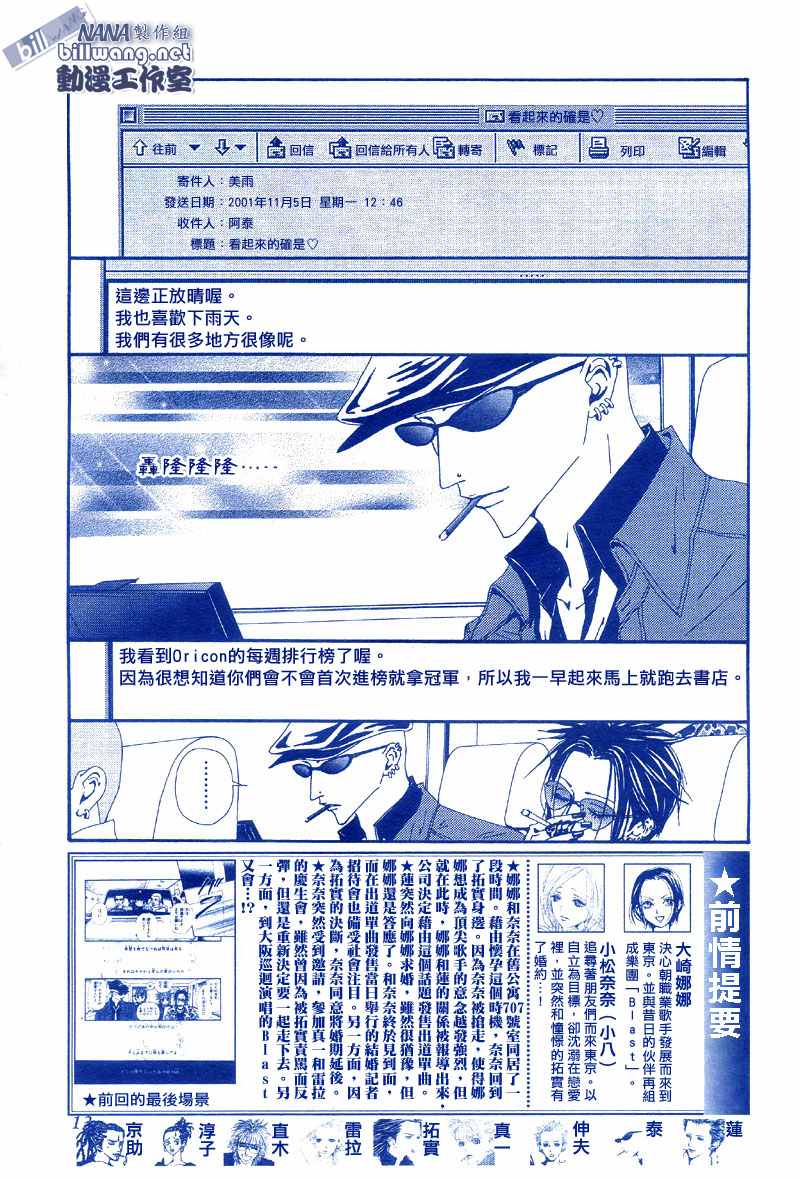 bill
NANA製作組
billwang.net
動漫工作室
看起來的確是♡
往前
回信
回信給所有人
轉寄
標記
列印
編輯
寄件人：美雨
發送日期：2001年11月5日 星期一 12：46
收件人：阿泰
標題：看起來的確是♡
這邊正放晴喔。
我也喜歡下雨天。
我們有很多地方很像呢。
轟隆隆隆……
我看到Oricon的每週排行榜了喔。
因為很想知道你們會不會首次進榜就拿冠軍，所以我一早起來馬上就跑去書店。
……
★前情提要
大崎娜娜
決心朝職業歌手發展而來到
東京。並與昔日的伙伴再組
成樂團「Blast」。
小松奈奈（小八）
追尋著朋友們而來東京。以
自立為目標，卻沈溺在戀愛
裡，並突然和憧憬的拓實有
了婚約…！
★娜娜和奈奈在舊公寓707號室同居了一
段時間。藉由懷孕這個時機，奈奈回到
了拓實身邊。因為奈奈被搶走，使得娜
娜想成為頂尖歌手的意念越發強烈，但
就在此時，娜娜和蓮的關係被報導出來，
公司決定藉由這個話題發售出道單曲。
★蓮突然向娜娜求婚，雖然很猶豫，但
娜娜還是答應了。和奈奈終於見到面，
而在出道單曲發售當日舉行的結婚記者
招待會也備受社會注目。另一方面，因
為拓實的決斷，奈奈同意將婚期延後。
★奈奈突然受到邀請，參加真一和雷拉
的慶生會，雖然曾因為被拓實責罵而反
彈，但還是重新決定要一起走下去。另
一方面，到大阪巡迴演唱的Blast
又會…!?
★前回的最後場景
蓮
泰
伸夫
真一
拓實
雷拉
直木
淳子
京助